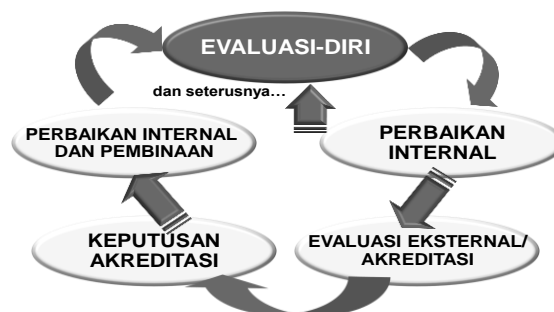 EVALUASI-DIRI
dan seterusnya…
PERBAIKAN
INTERNAL
EVALUASI EKSTERNAL/
AKREDITASI
KEPUTUSAN
AKREDITASI
PERBAIKAN INTERNAL
DAN PEMBINAAN